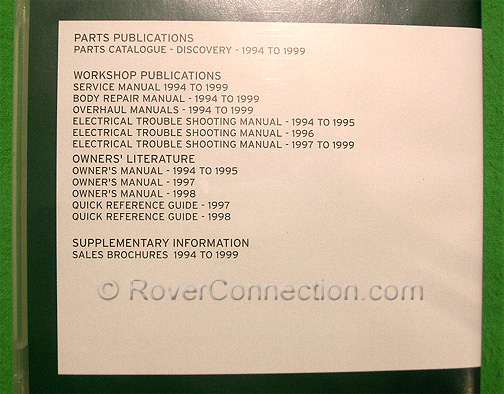 PARTS PUBLICATIONS
PARTS CATALOGUE - DISCOVERY - 1994 TO 1999
WORKSHOP PUBLICATIONS
SERVICE MANUAL 1994 TO 1999
BODY REPAIR MANUAL - 1994 TO 1999
OVERHAUL MANUALS - 1994 TO 1999
ELECTRICAL TROUBLE SHOOTING MANUAL - 1994 TO 1995
ELECTRICAL TROUBLE SHOOTING MANUAL - 1996
ELECTRICAL TROUBLE SHOOTING MANUAL - 1997 TO 1999
OWNERS' LITERATURE
OWNER'S MANUAL - 1994 TO 1995
OWNER'S MANUAL - 1997
OWNER'S MANUAL - 1998
QUICK REFERENCE GUIDE - 1997
QUICK REFERENCE GUIDE - 1998
SUPPLEMENTARY INFORMATION
SALES BROCHURES 1994 TO 1999
© RoverConnection.com